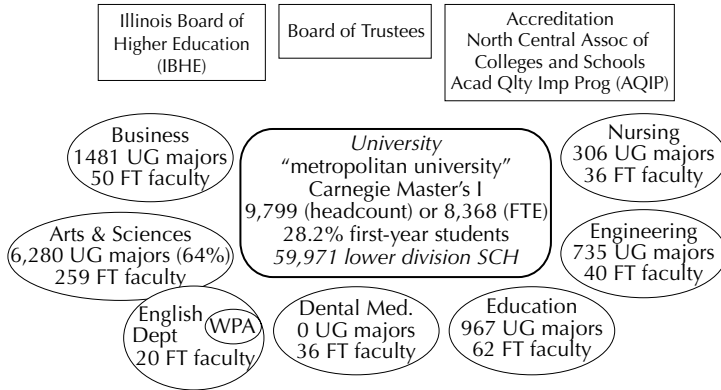 Illinois Board of
Higher Education
(IBHE)
Board of Trustees
Accreditation
North Central Assoc of
Colleges and Schools
Acad Qlty Imp Prog (AQIP)
Business
1481 UG majors
50 FT faculty
University
“metropolitan university”
Carnegie Master’s I
9,799 (headcount) or 8,368 (FTE)
28.2% first-year students
59,971 lower division SCH
Nursing
306 UG majors
36 FT faculty
Arts & Sciences
6,280 UG majors (64%)
259 FT faculty
Engineering
735 UG majors
40 FT faculty
English
Dept
WPA
20 FT faculty
Dental Med.
0 UG majors
36 FT faculty
Education
967 UG majors
62 FT faculty